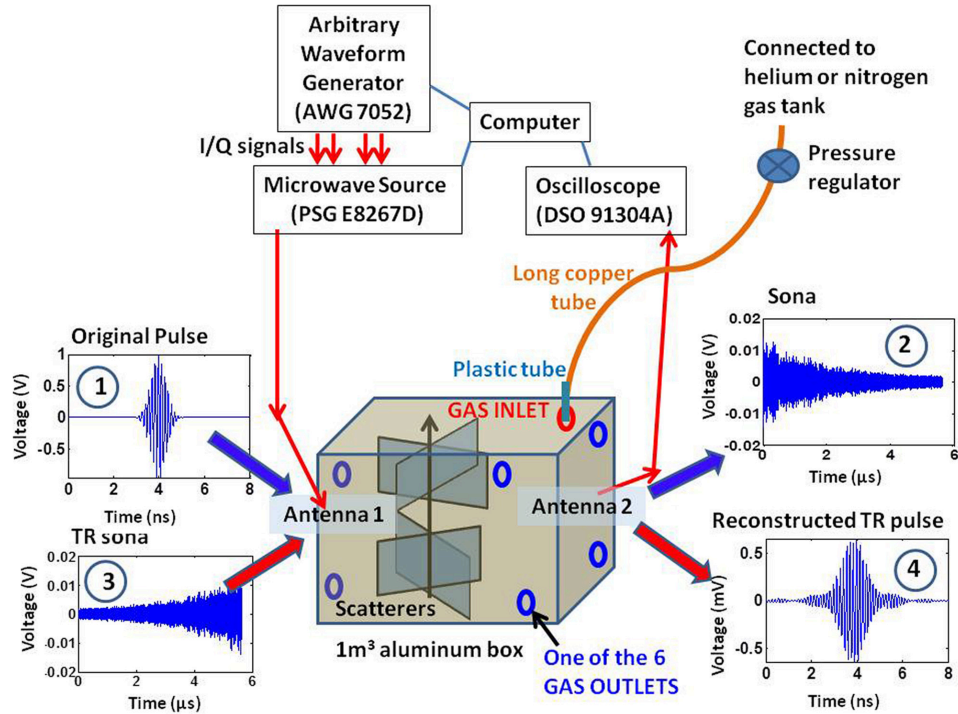 Arbitrary
Waveform
Generator
(AWG 7052)
I/Q signals
Computer
Microwave Source
(PSG E8267D)
Oscilloscope
(DSO 91304A)
Connected to
helium or nitrogen
gas tank
Pressure
regulator
Long copper
tube
Plastic tube
GAS INLET
Original Pulse
1
Voltage (V)
1
0.5
0
-0.5
0 2 4 6 8
Time (ns)
Sona
2
Voltage (V)
0.02
0.01
0
-0.01
-0.02
0 2 4 6
Time (μs)
Antenna 1
Antenna 2
TR sona
3
Voltage (V)
0.02
0.01
0
-0.01
-0.02
0 2 4 6
Time (μs)
Scatterers
1m³ aluminum box
One of the 6
GAS OUTLETS
Reconstructed TR pulse
4
Voltage (mV)
0.5
0
-0.5
0 2 4 6 8
Time (ns)